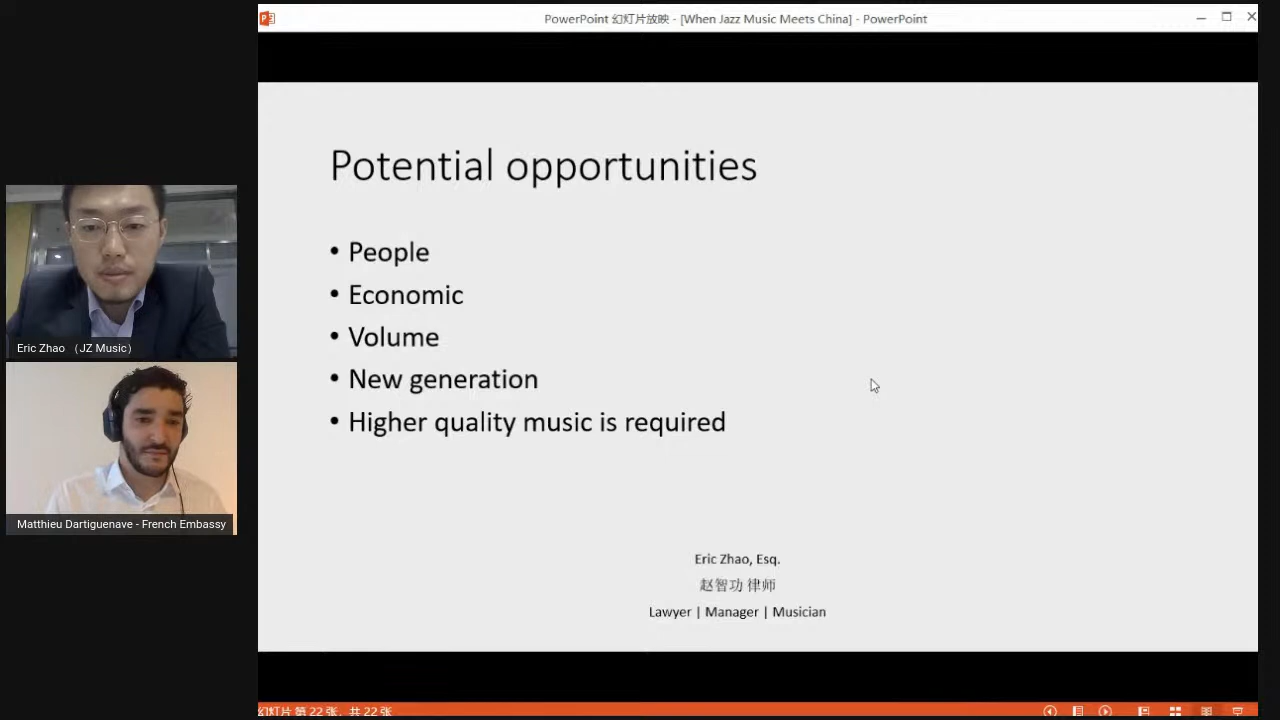 PowerPoint 幻灯片放映 - [When Jazz Music Meets China] - PowerPoint
Potential opportunities
• People
• Economic
• Volume
• New generation
• Higher quality music is required
Eric Zhao, Esq.
赵智功 律师
Lawyer | Manager | Musician
Eric Zhao （JZ Music）
Matthieu Dartiguenave - French Embassy
幻灯片 第 22 张，共 22 张